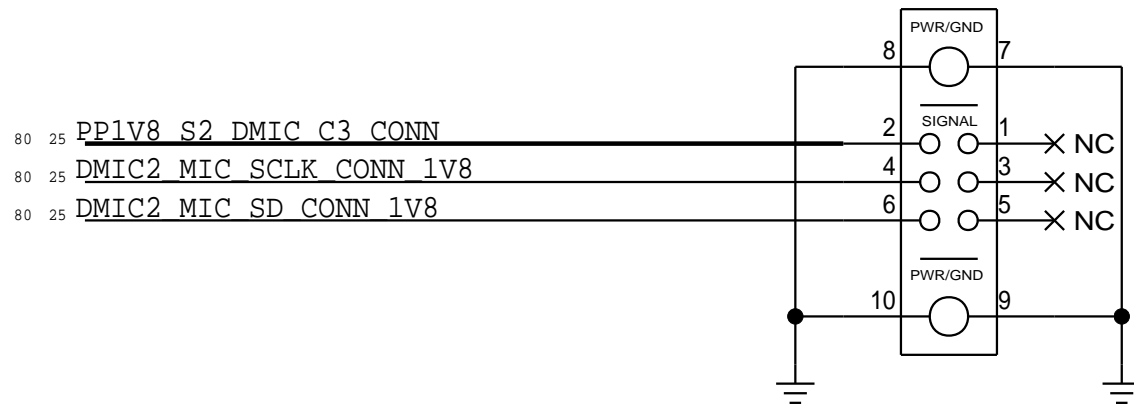 PWR/GND
8 7
80 25 PP1V8_S2_DMIC_C3_CONN 2 SIGNAL 1 NC
80 25 DMIC2_MIC_SCLK_CONN_1V8 4 3 NC
80 25 DMIC2_MIC_SD_CONN_1V8 6 5 NC
PWR/GND
10 9